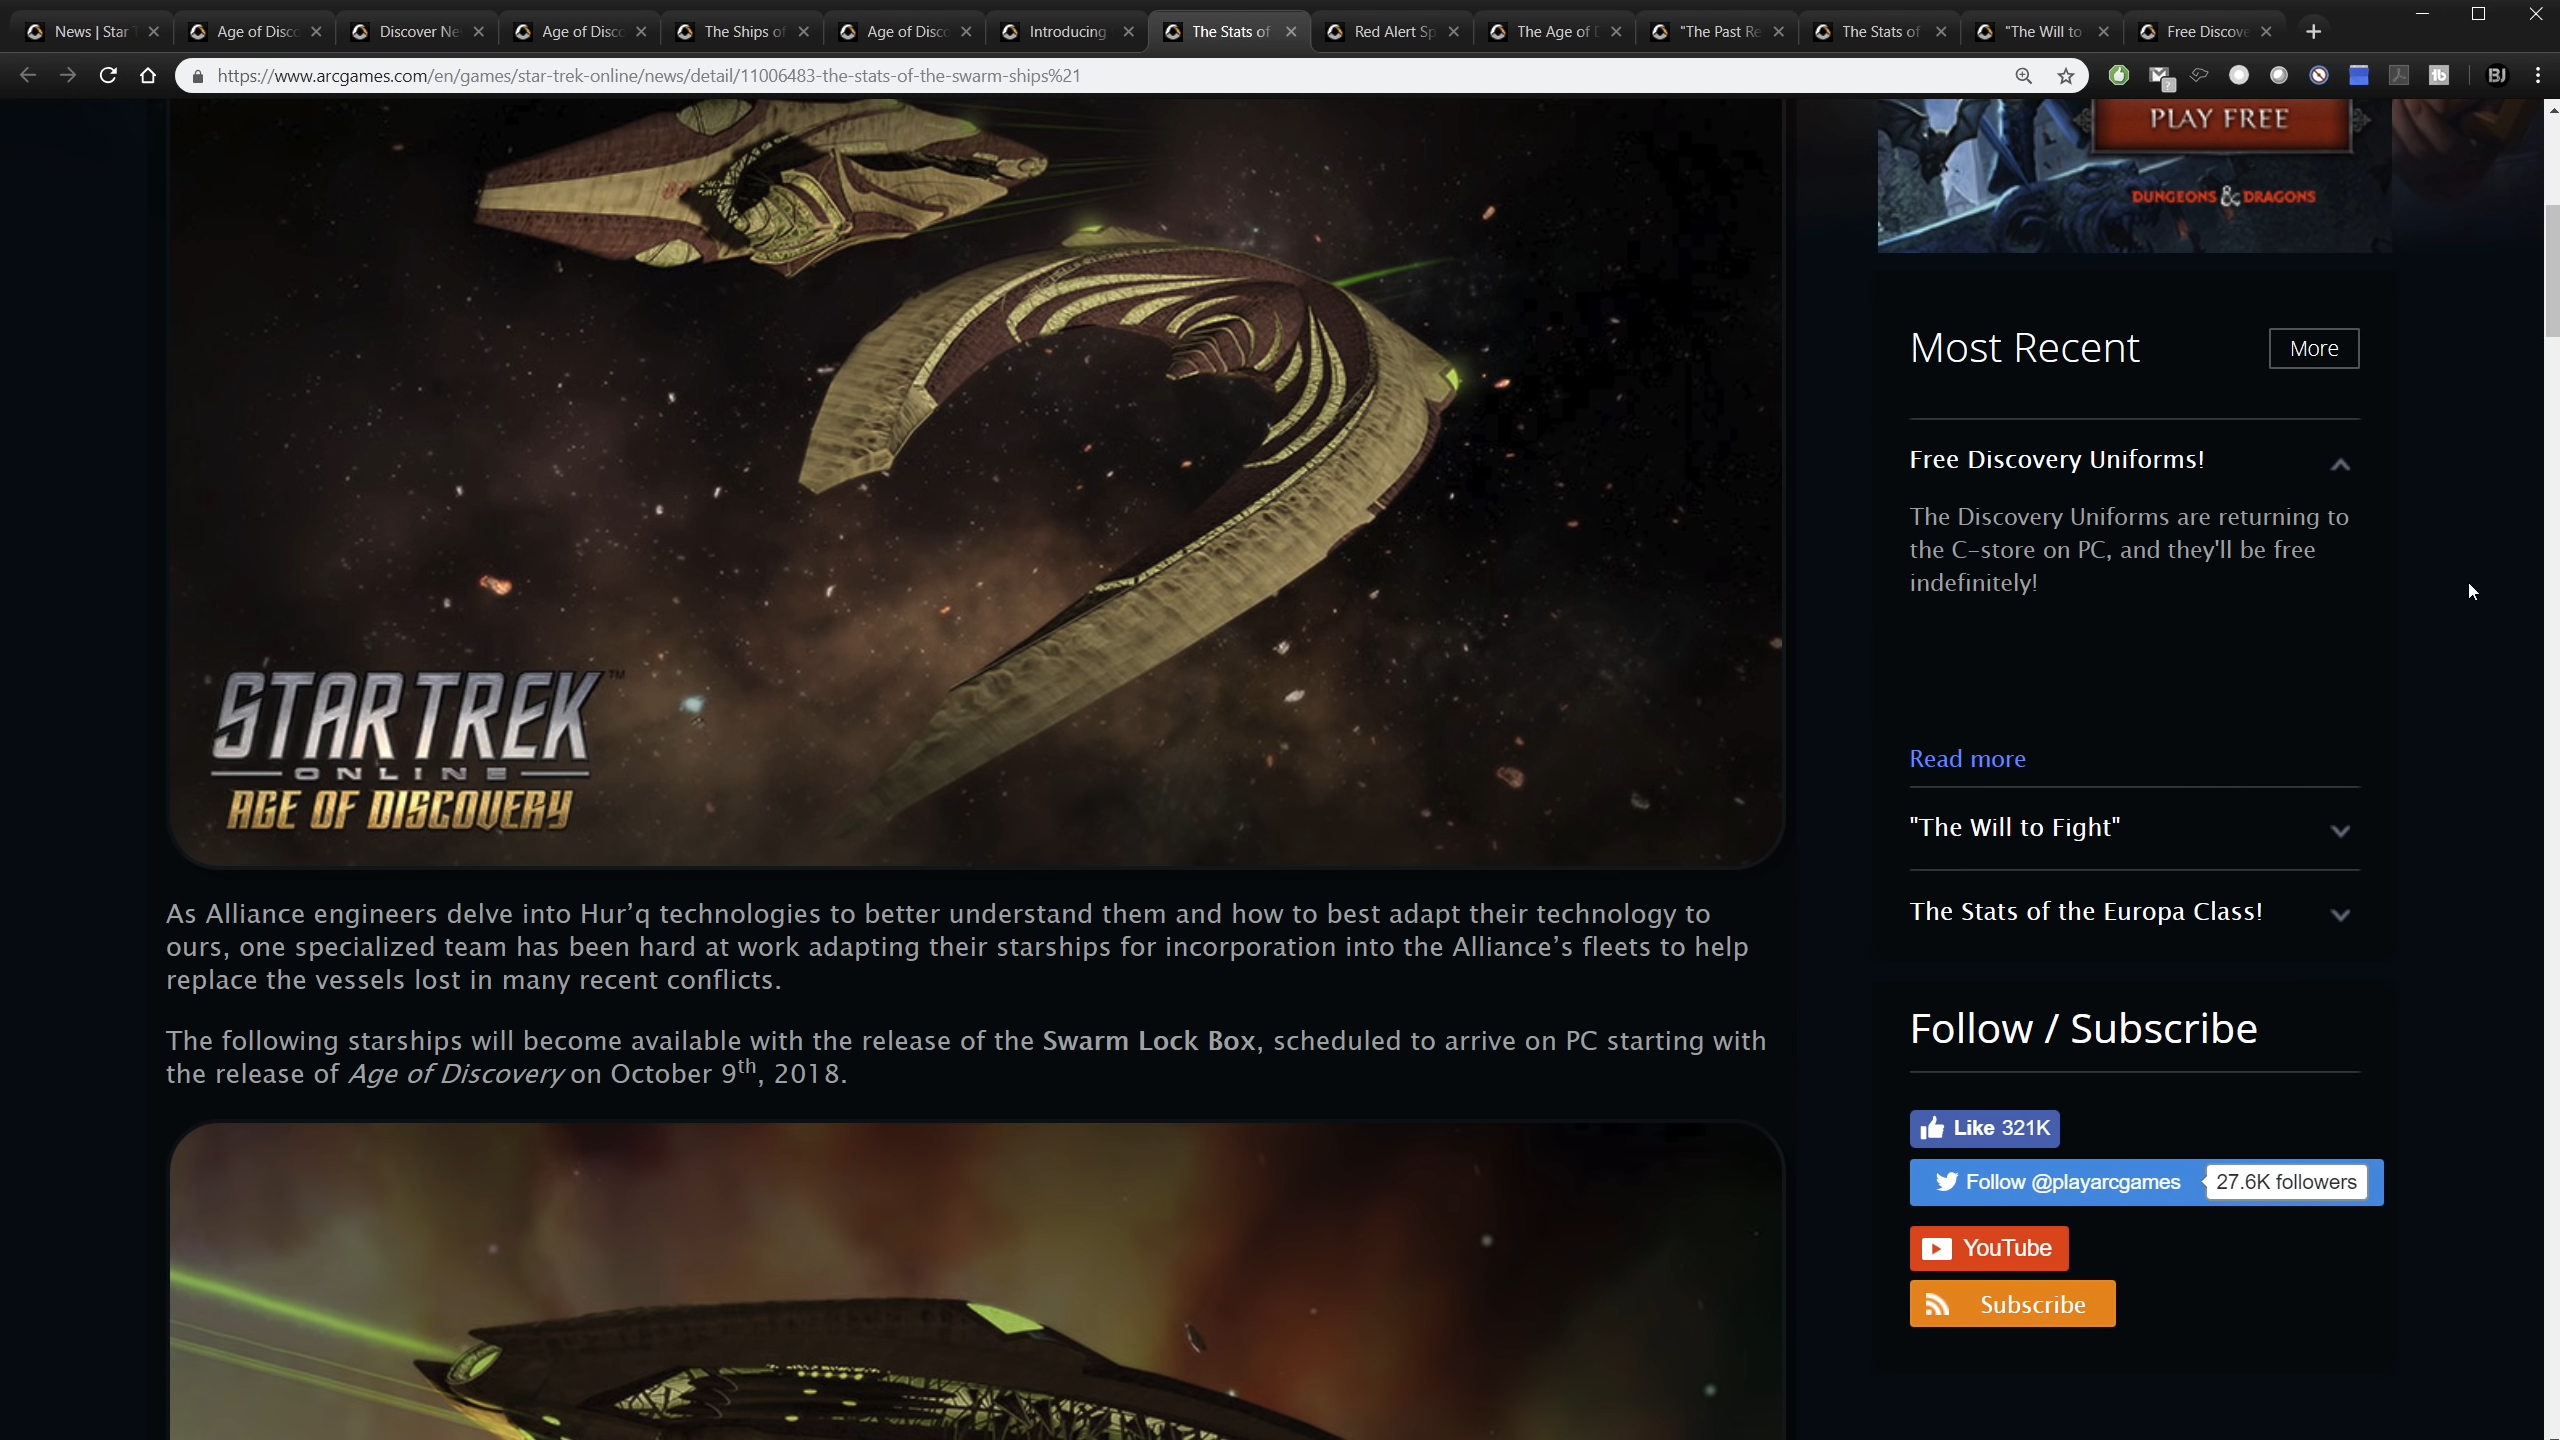 News | Star T
Age of Disco
Discover Ne
Age of Disco
The Ships of
Age of Disco
Introducing
The Stats of
Red Alert Sp
The Age of D
"The Past Re
The Stats of
"The Will to
Free Discove
https://www.arcgames.com/en/games/star-trek-online/news/detail/11006483-the-stats-of-the-swarm-ships%21
BJ
PLAY FREE
DUNGEONS & DRAGONS
STAR TREK™
ONLINE
AGE OF DISCOVERY
As Alliance engineers delve into Hur’q technologies to better understand them and how to best adapt their technology to
ours, one specialized team has been hard at work adapting their starships for incorporation into the Alliance’s fleets to help
replace the vessels lost in many recent conflicts.
The following starships will become available with the release of the Swarm Lock Box, scheduled to arrive on PC starting with
the release of Age of Discovery on October 9th, 2018.
Most Recent
More
Free Discovery Uniforms!
The Discovery Uniforms are returning to
the C-store on PC, and they'll be free
indefinitely!
Read more
"The Will to Fight"
The Stats of the Europa Class!
Follow / Subscribe
Like 321K
Follow @playarcgames
27.6K followers
YouTube
Subscribe